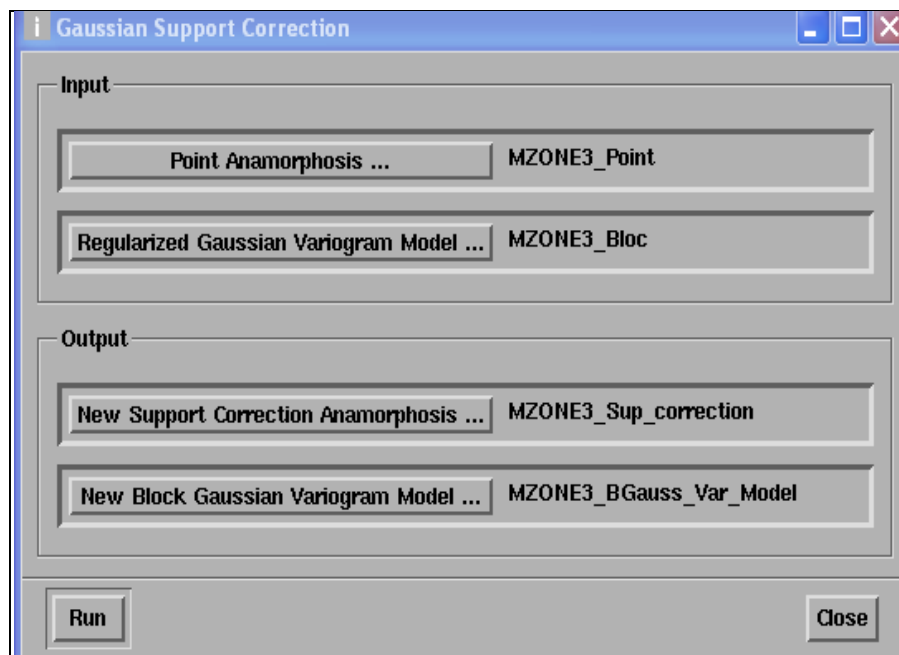 i Gaussian Support Correction
Input
Point Anamorphosis ... MZONE3_Point
Regularized Gaussian Variogram Model ... MZONE3_Bloc
Output
New Support Correction Anamorphosis ... MZONE3_Sup_correction
New Block Gaussian Variogram Model ... MZONE3_BGauss_Var_Model
Run Close